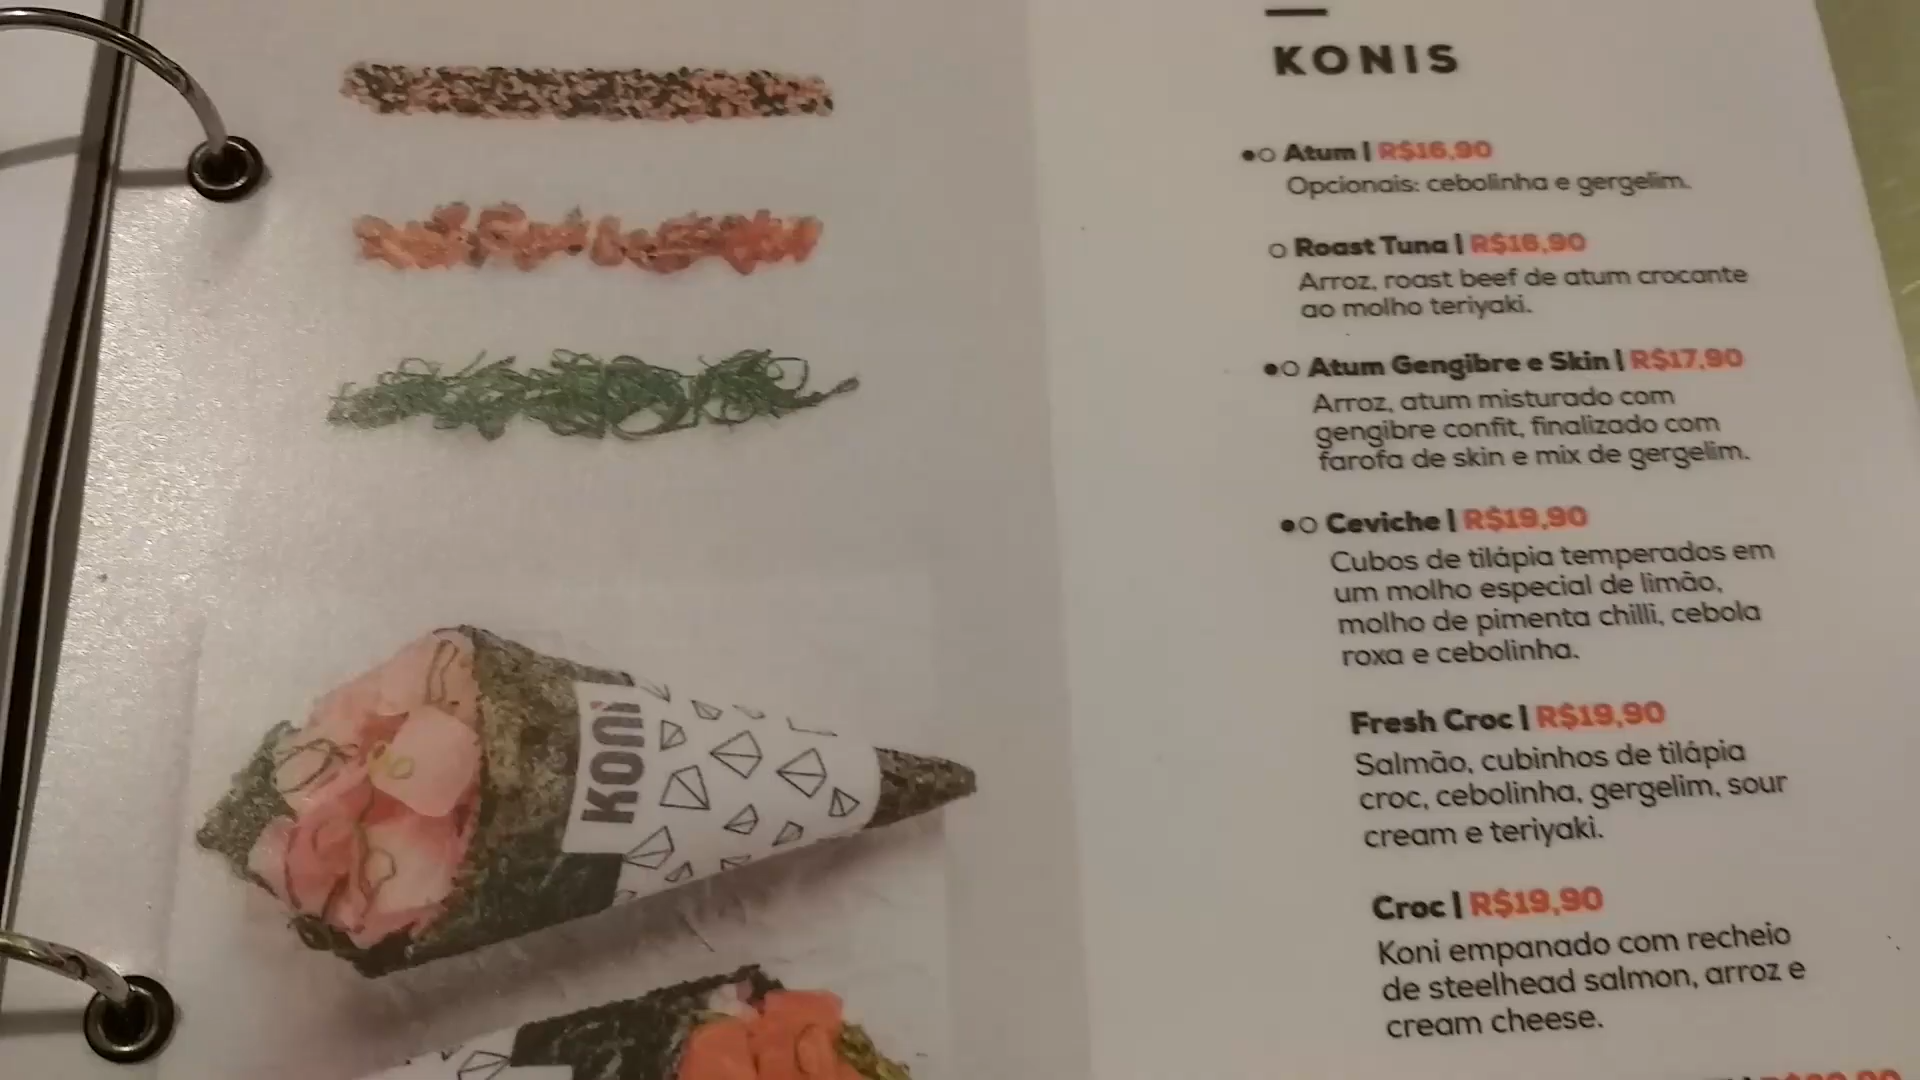 KONIS
Atum | R$16,90
Opcionais: cebolinha e gergelim.
Roast Tuna | R$16,90
Arroz, roast beef de atum crocante
ao molho teriyaki.
Atum Gengibre e Skin | R$17,90
Arroz, atum misturado com
gengibre confit, finalizado com
farofa de skin e mix de gergelim.
Ceviche | R$19,90
Cubos de tilápia temperados em
um molho especial de limão,
molho de pimenta chilli, cebola
roxa e cebolinha.
Fresh Croc | R$19,90
Salmão, cubinhos de tilápia
croc, cebolinha, gergelim, sour
cream e teriyaki.
Croc | R$19,90
Koni empanado com recheio
de steelhead salmon, arroz e
cream cheese.
KONI